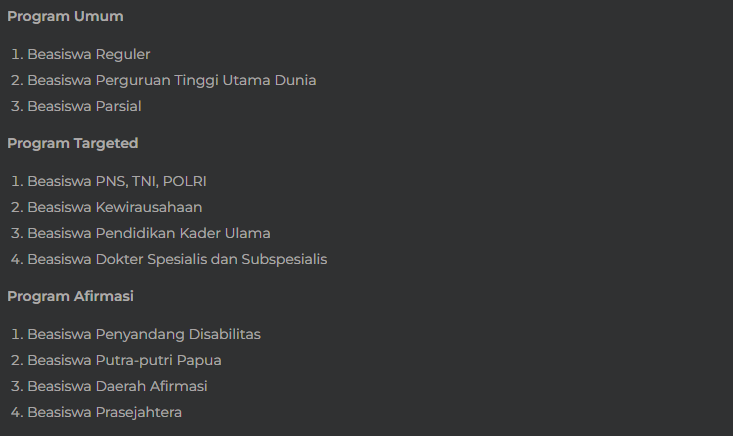 Program Umum
1. Beasiswa Reguler
2. Beasiswa Perguruan Tinggi Utama Dunia
3. Beasiswa Parsial
Program Targeted
1. Beasiswa PNS, TNI, POLRI
2. Beasiswa Kewirausahaan
3. Beasiswa Pendidikan Kader Ulama
4. Beasiswa Dokter Spesialis dan Subspesialis
Program Afirmasi
1. Beasiswa Penyandang Disabilitas
2. Beasiswa Putra-putri Papua
3. Beasiswa Daerah Afirmasi
4. Beasiswa Prasejahtera